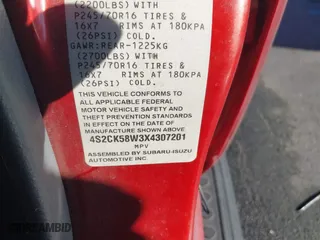 (2200LBS) WITH
P245/70R16 TIRES &
16X7 RIMS AT 180KPA
(26PSI) COLD.
GAWR:REAR-1225KG
(2700LBS) WITH
P245/70R16 TIRES &
16X7 RIMS AT 180KPA
(26PSI) COLD.
THIS VEHICLE CONFORMS
TO ALL APPLICABLE FEDERAL
MOTOR VEHICLE SAFETY AND
THEFT PREVENTION STANDARDS
IN EFFECT ON THE DATE OF
MANUFACTURE SHOWN ABOVE
4S2CK58W3X4307201
MPV
ASSEMBLED BY SUBARU-ISUZU
AUTOMOTIVE INC.